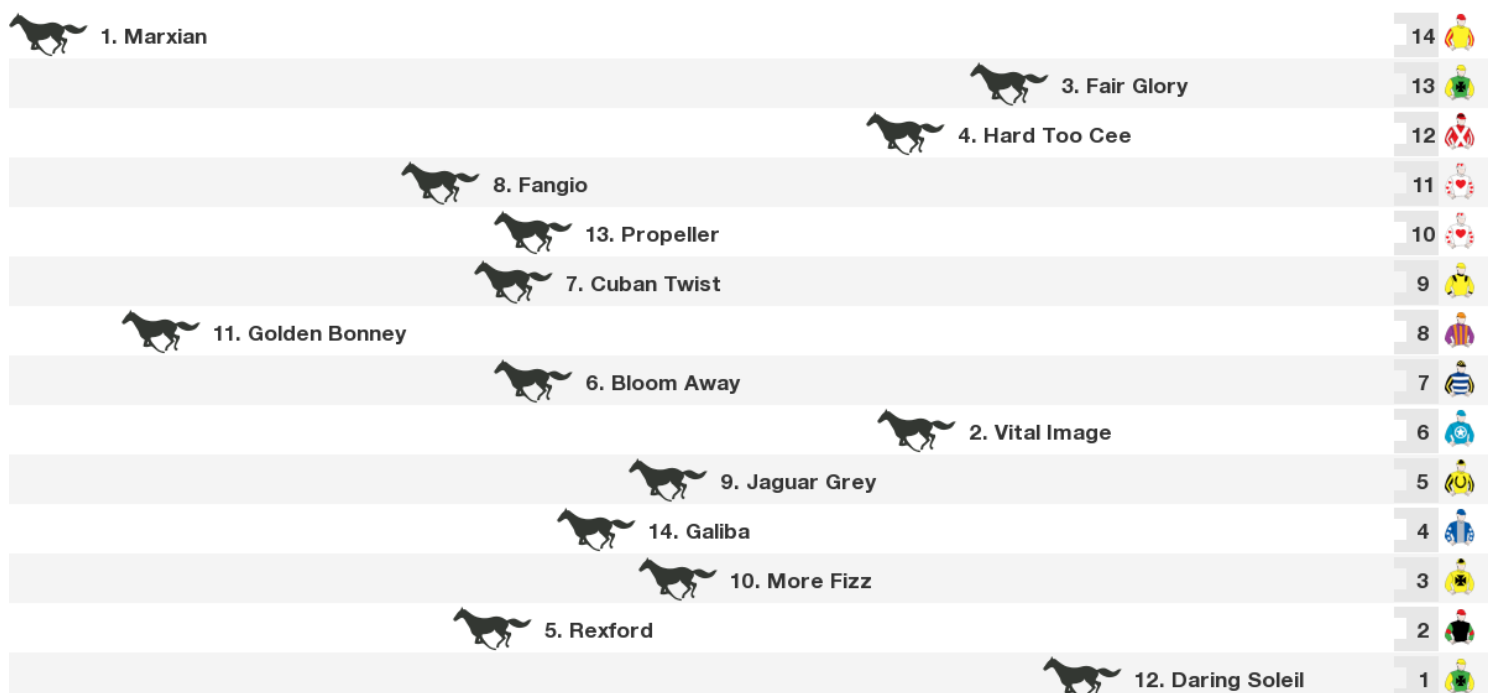 1. Marxian 14
3. Fair Glory 13
4. Hard Too Cee 12
8. Fangio 11
13. Propeller 10
7. Cuban Twist 9
11. Golden Bonney 8
6. Bloom Away 7
2. Vital Image 6
9. Jaguar Grey 5
14. Galiba 4
10. More Fizz 3
5. Rexford 2
12. Daring Soleil 1